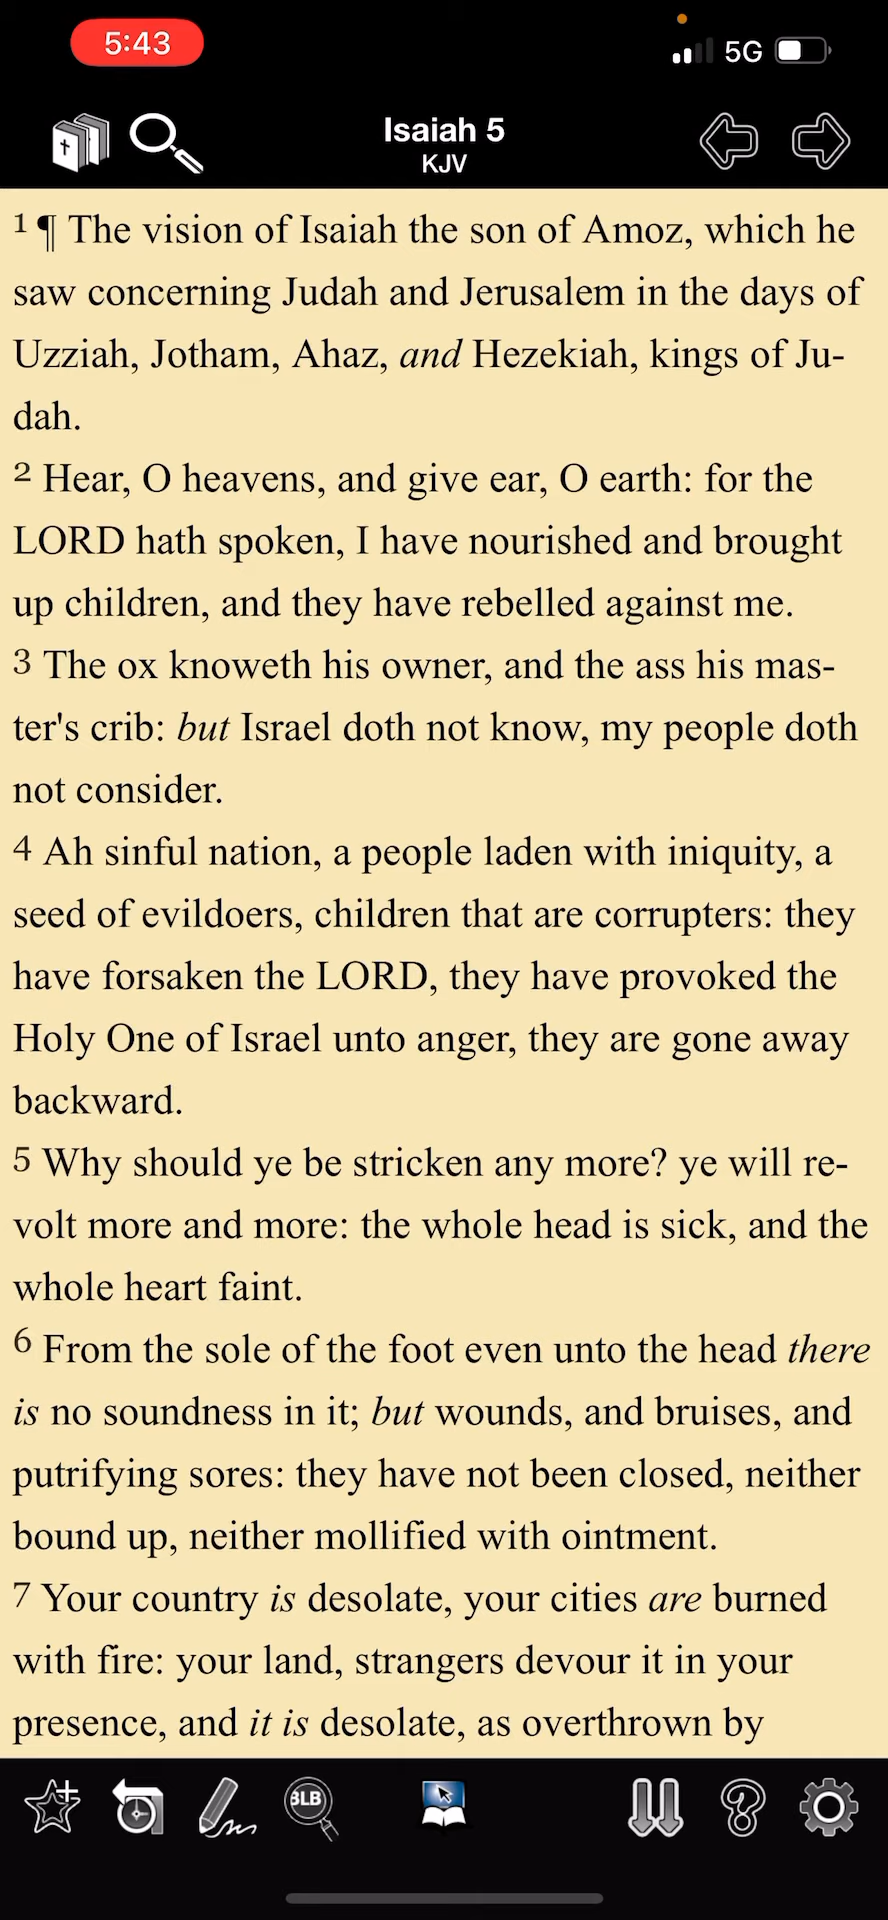 5:43
5G
Isaiah 5
KJV
1 ¶ The vision of Isaiah the son of Amoz, which he
saw concerning Judah and Jerusalem in the days of
Uzziah, Jotham, Ahaz, and Hezekiah, kings of Ju-
dah.
2 Hear, O heavens, and give ear, O earth: for the
LORD hath spoken, I have nourished and brought
up children, and they have rebelled against me.
3 The ox knoweth his owner, and the ass his mas-
ter's crib: but Israel doth not know, my people doth
not consider.
4 Ah sinful nation, a people laden with iniquity, a
seed of evildoers, children that are corrupters: they
have forsaken the LORD, they have provoked the
Holy One of Israel unto anger, they are gone away
backward.
5 Why should ye be stricken any more? ye will re-
volt more and more: the whole head is sick, and the
whole heart faint.
6 From the sole of the foot even unto the head there
is no soundness in it; but wounds, and bruises, and
putrifying sores: they have not been closed, neither
bound up, neither mollified with ointment.
7 Your country is desolate, your cities are burned
with fire: your land, strangers devour it in your
presence, and it is desolate, as overthrown by
BLB